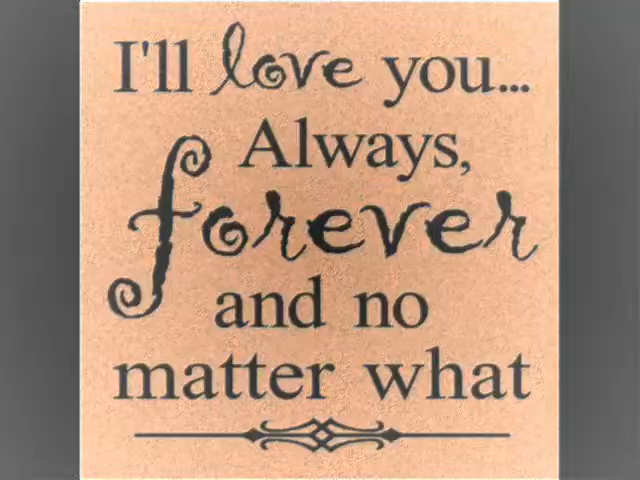 I'll love you...
Always,
forever
and no
matter what